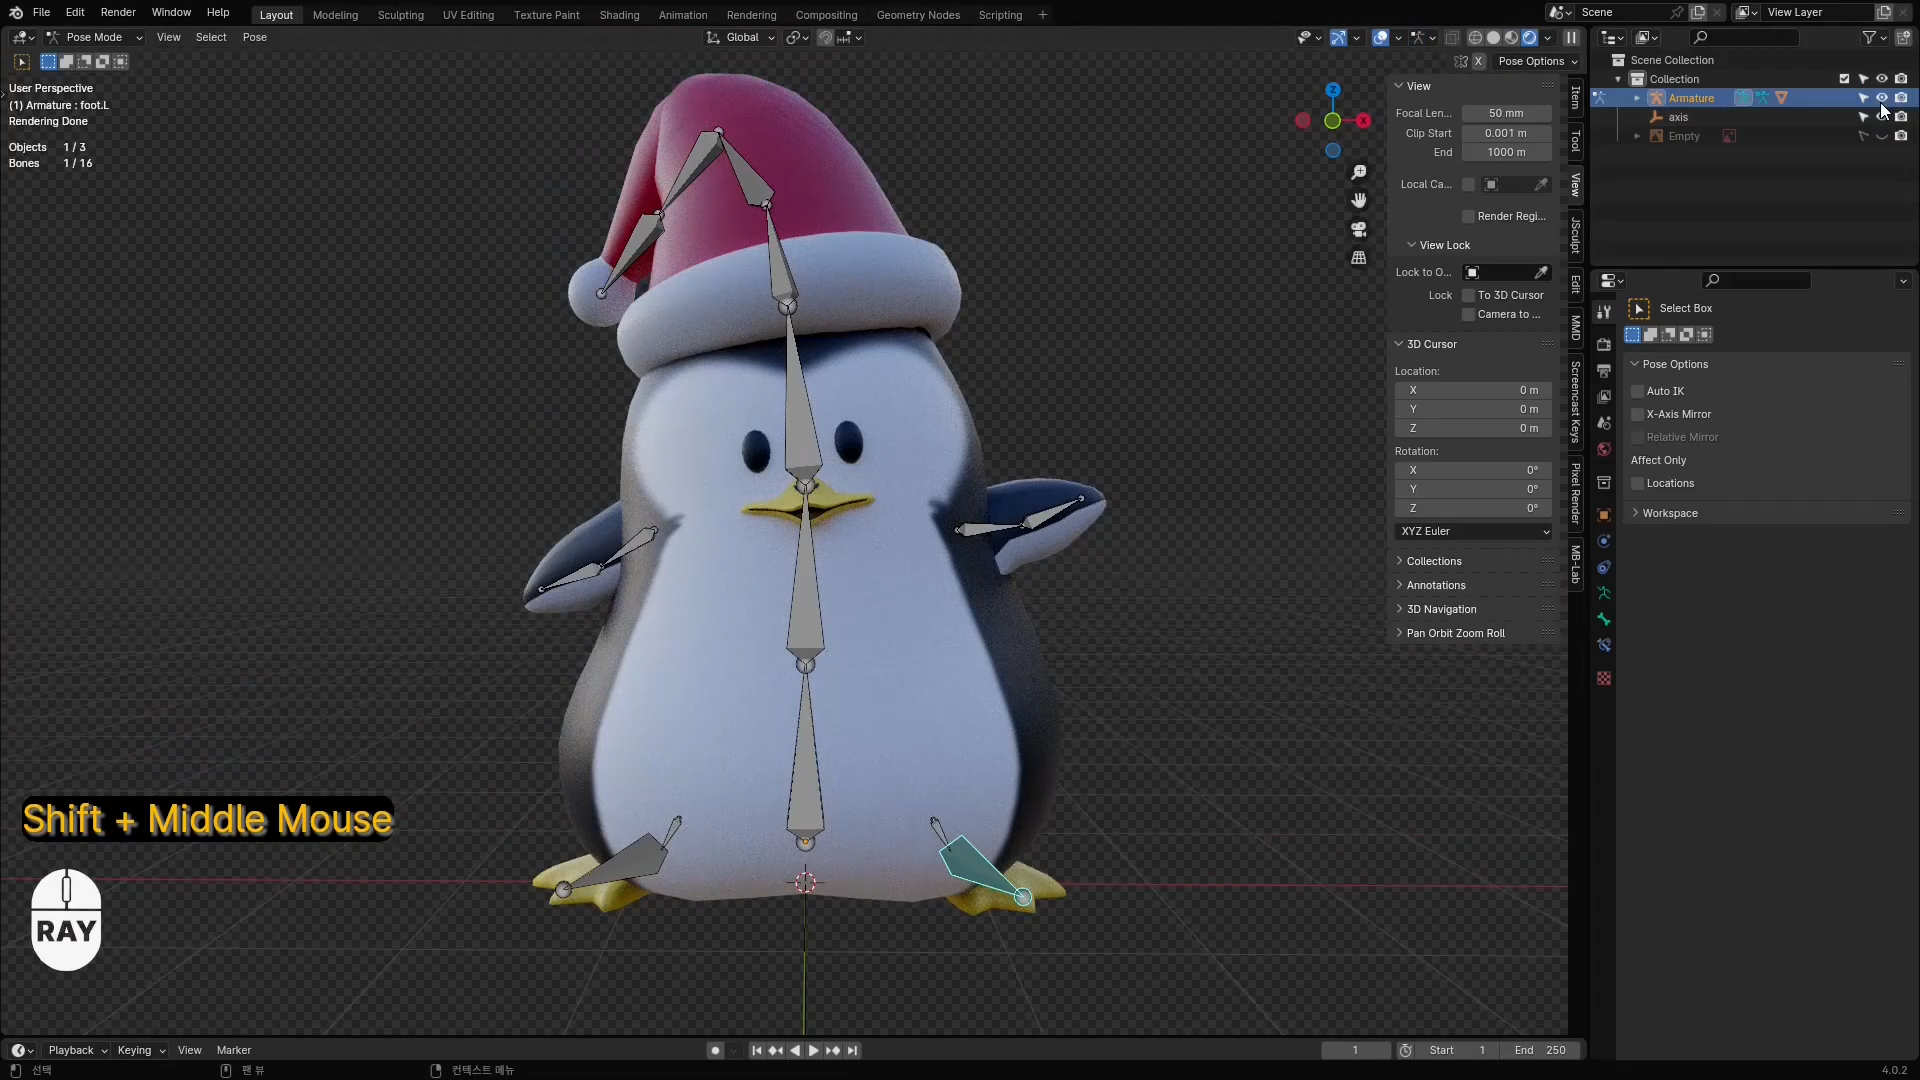 File Edit Render Window Help Layout Modeling Sculpting UV Editing Texture Paint Shading Animation Rendering Compositing Geometry Nodes Scripting + Scene View Layer
Pose Mode View Select Pose Global
X Pose Options
User Perspective
(1) Armature : foot.L
Rendering Done
Objects 1 / 3
Bones 1 / 16
Z
X
View
Focal Len... 50 mm
Clip Start 0.001 m
End 1000 m
Local Ca...
Render Regi...
View Lock
Lock to O...
Lock To 3D Cursor
Camera to ...
3D Cursor
Location:
X 0 m
Y 0 m
Z 0 m
Rotation:
X 0°
Y 0°
Z 0°
XYZ Euler
Collections
Annotations
3D Navigation
Pan Orbit Zoom Roll
Item
Tool
View
JSculpt
Edit
MMD
Screencast Keys
Pixel Render
MB-Lab
Scene Collection
Collection
Armature
axis
Empty
Select Box
Pose Options
Auto IK
X-Axis Mirror
Relative Mirror
Affect Only
Locations
Workspace
Shift + Middle Mouse
RAY
Playback Keying View Marker 1 Start 1 End 250
선택 팬 뷰 컨텍스트 메뉴 4.0.2